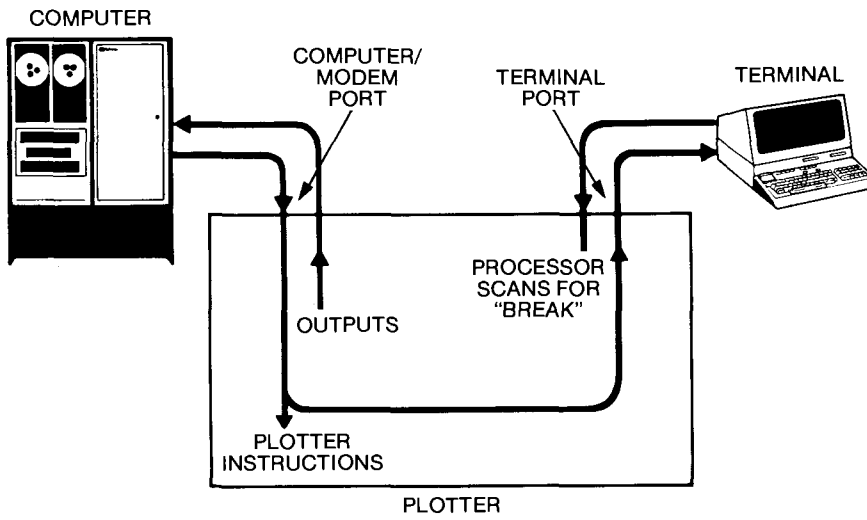 COMPUTER
COMPUTER/
MODEM
PORT
TERMINAL
PORT
TERMINAL
OUTPUTS
PROCESSOR
SCANS FOR
"BREAK"
PLOTTER
INSTRUCTIONS
PLOTTER